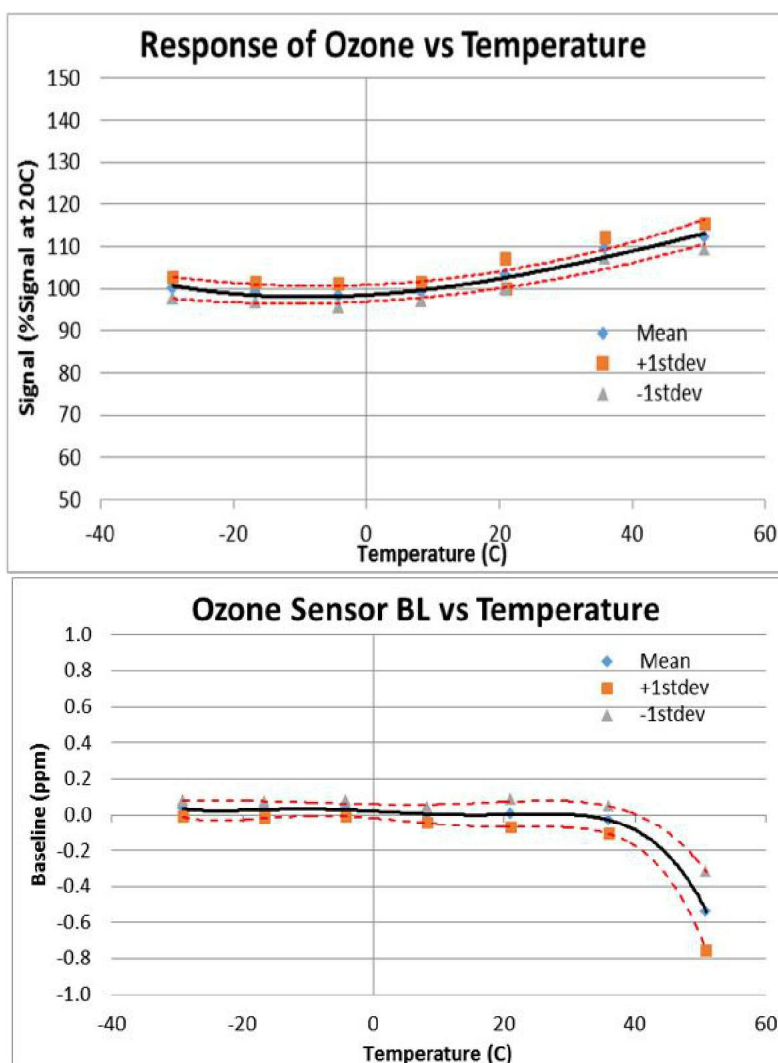 Response of Ozone vs Temperature
Signal (%Signal at 20C)
150
140
130
120
110
100
90
80
70
60
50
Mean
+1stdev
-1stdev
-40
-20
0
20
40
60
Temperature (C)
Ozone Sensor BL vs Temperature
Baseline (ppm)
1.0
0.8
0.6
0.4
0.2
0.0
-0.2
-0.4
-0.6
-0.8
-1.0
Mean
+1stdev
-1stdev
-40
-20
0
20
40
60
Temperature (C)